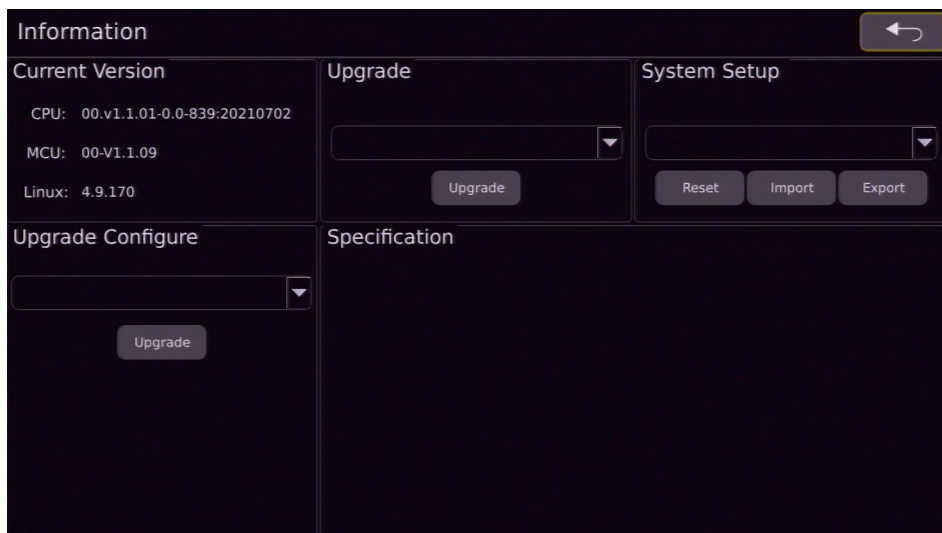 Information
Current Version
CPU: 00.v1.1.01-0.0-839:20210702
MCU: 00-V1.1.09
Linux: 4.9.170
Upgrade
Upgrade
System Setup
Reset Import Export
Upgrade Configure
Upgrade
Specification